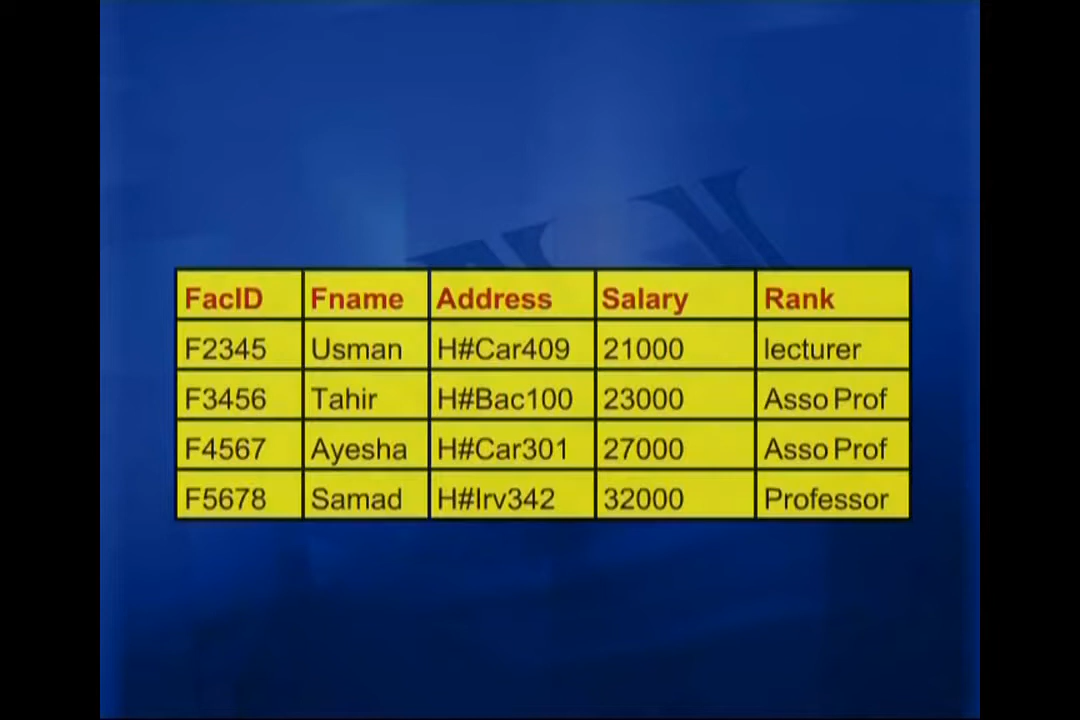 FacID Fname Address Salary Rank
F2345 Usman H#Car409 21000 lecturer
F3456 Tahir H#Bac100 23000 Asso Prof
F4567 Ayesha H#Car301 27000 Asso Prof
F5678 Samad H#Irv342 32000 Professor